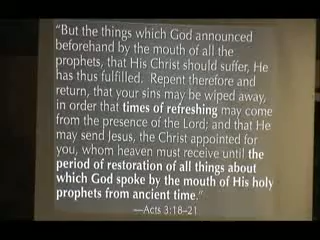 “But the things which God announced
beforehand by the mouth of all the
prophets, that His Christ should suffer, He
has thus fulfilled.  Repent therefore and
return, that your sins may be wiped away,
in order that times of refreshing may come
from the presence of the Lord; and that He
may send Jesus, the Christ appointed for
you, whom heaven must receive until the
period of restoration of all things about
which God spoke by the mouth of His holy
prophets from ancient time.”
—Acts 3:18–21